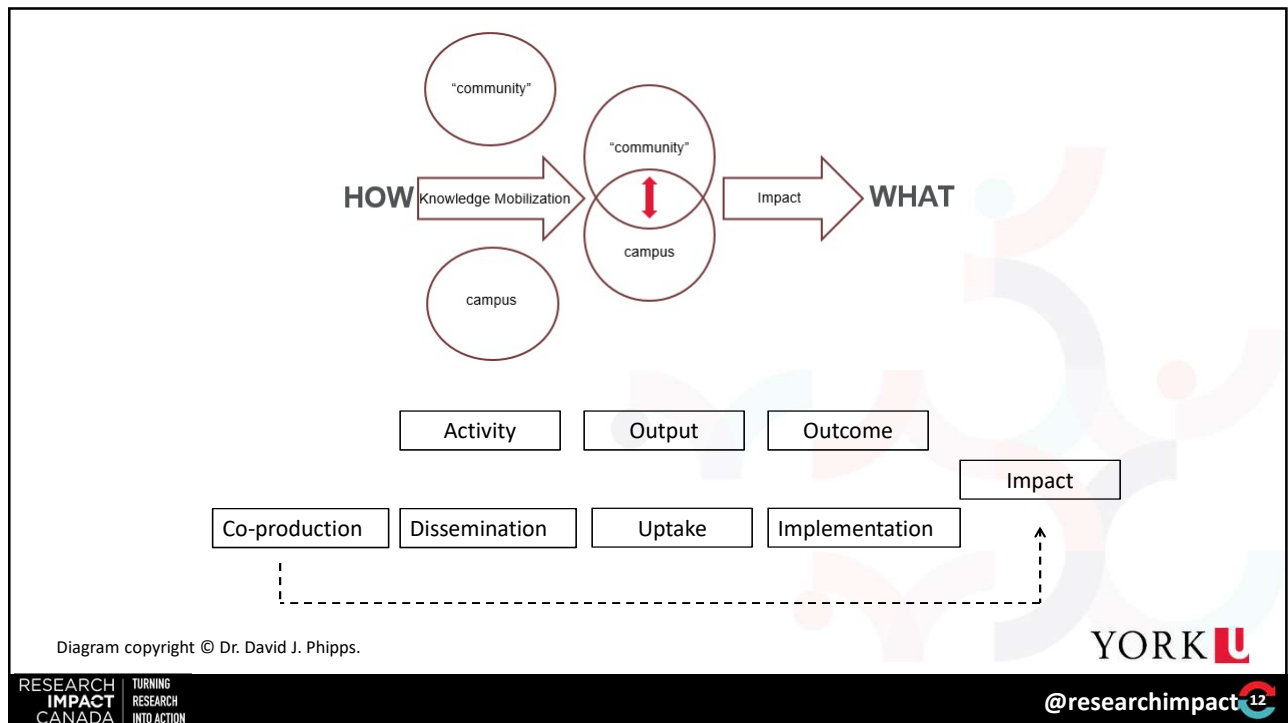 “community”
“community”
HOW
Knowledge Mobilization
Impact
WHAT
campus
campus
Activity
Output
Outcome
Impact
Co-production
Dissemination
Uptake
Implementation
Diagram copyright © Dr. David J. Phipps.
YORK U
RESEARCH
IMPACT
CANADA
TURNING
RESEARCH
INTO ACTION
@researchimpact
12